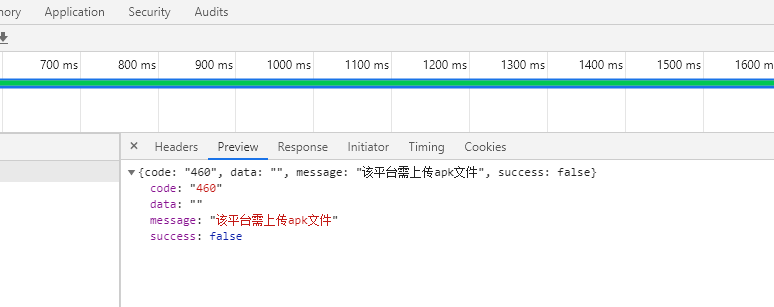 nory Application Security Audits
700 ms 800 ms 900 ms 1000 ms 1100 ms 1200 ms 1300 ms 1400 ms 1500 ms 1600 m
× Headers Preview Response Initiator Timing Cookies
▼{code: "460", data: "", message: "该平台需上传apk文件", success: false}
code: "460"
data: ""
message: "该平台需上传apk文件"
success: false